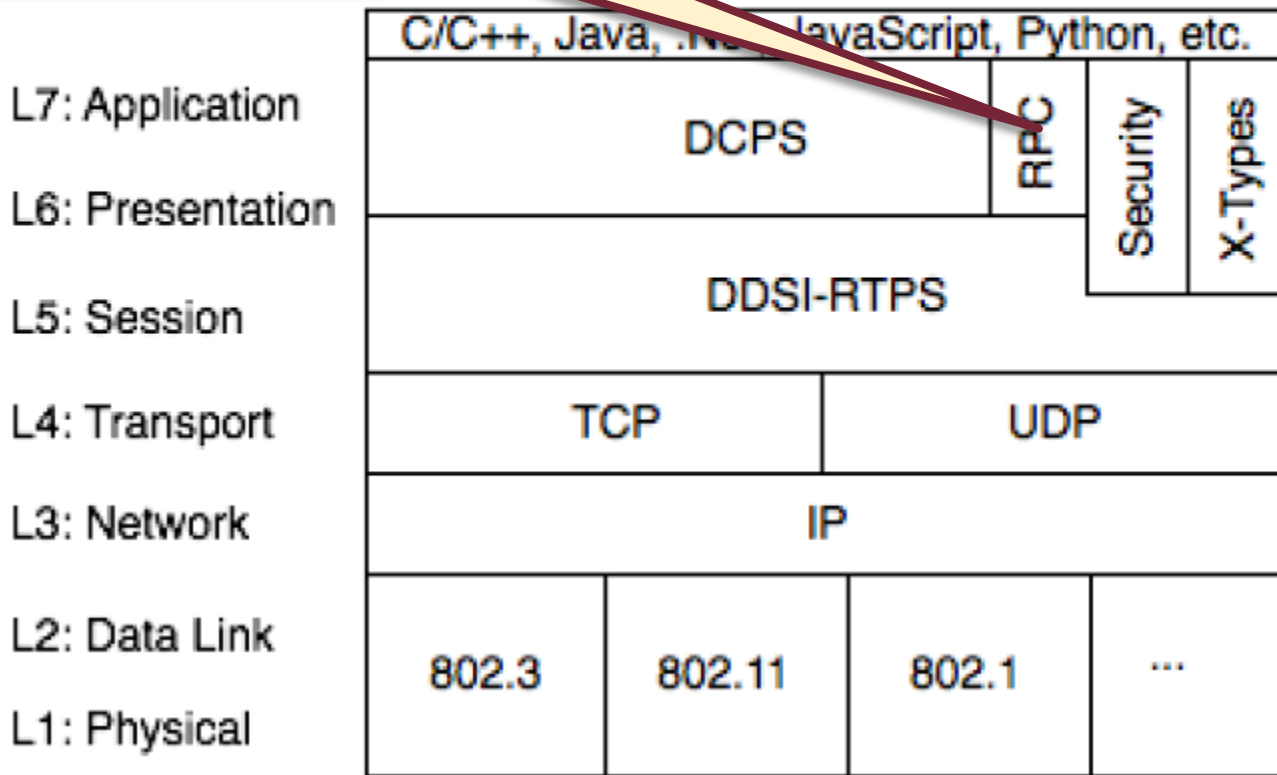 C/C++, Java, JavaScript, Python, etc.
L7: Application
DCPS
RPC
Security
X-Types
L6: Presentation
DDSI-RTPS
L5: Session
L4: Transport
TCP
UDP
L3: Network
IP
L2: Data Link
802.3
802.11
802.1
...
L1: Physical